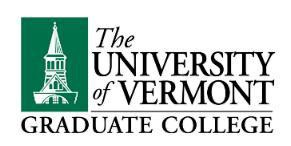 The
UNIVERSITY
of VERMONT
GRADUATE COLLEGE